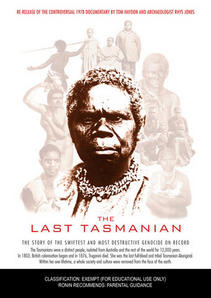 RE-RELEASE OF THE CONTROVERSIAL 1978 DOCUMENTARY BY TOM HAYDON AND ARCHAEOLOGIST RHYS JONES
THE
LAST TASMANIAN
THE STORY OF THE SWIFTEST AND MOST DESTRUCTIVE GENOCIDE ON RECORD
The Tasmanians were a distinct people, isolated from Australia and the rest of the world for 12,000 years.
In 1803, British colonisation began and in 1876, Truganini died. She was the last full-blood and tribal Tasmanian Aboriginal.
Within her one lifetime, a whole society and culture were removed from the face of the earth.
CLASSIFICATION: EXEMPT (FOR EDUCATIONAL USE ONLY)
RONIN RECOMMENDS: PARENTAL GUIDANCE